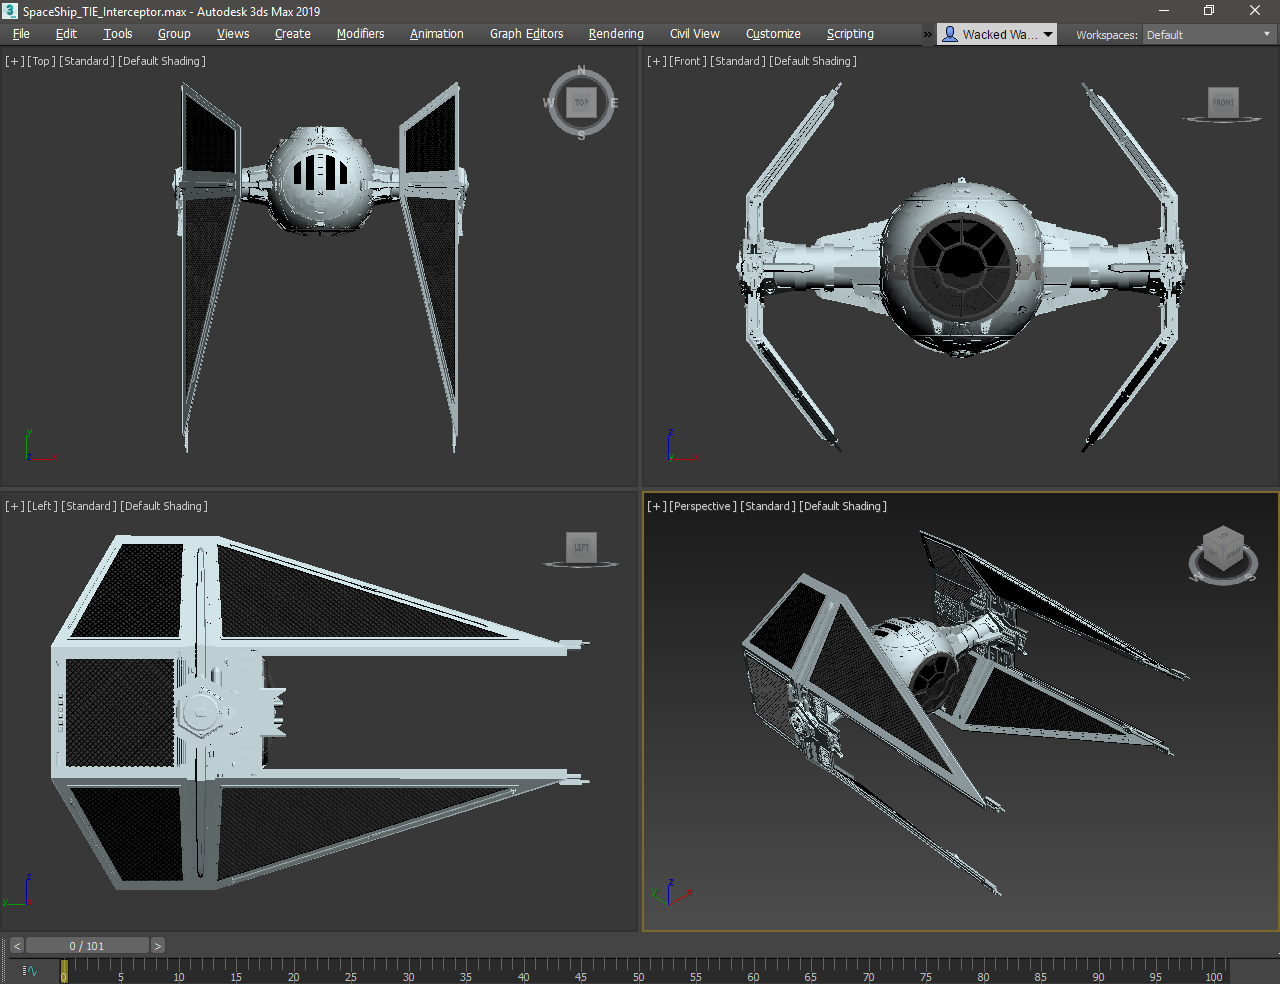 SpaceShip_TIE_Interceptor.max - Autodesk 3ds Max 2019
File Edit Tools Group Views Create Modifiers Animation Graph Editors Rendering Civil View Customize Scripting » Wacked Wa... Workspaces: Default
[+] [Top] [Standard] [Default Shading]
N
W TOP E
S
y
z x
[+] [Front] [Standard] [Default Shading]
FRONT
z
y x
[+] [Left] [Standard] [Default Shading]
LEFT
z
y
[+] [Perspective] [Standard] [Default Shading]
z
y x
< 0 / 101 >
0 5 10 15 20 25 30 35 40 45 50 55 60 65 70 75 80 85 90 95 100